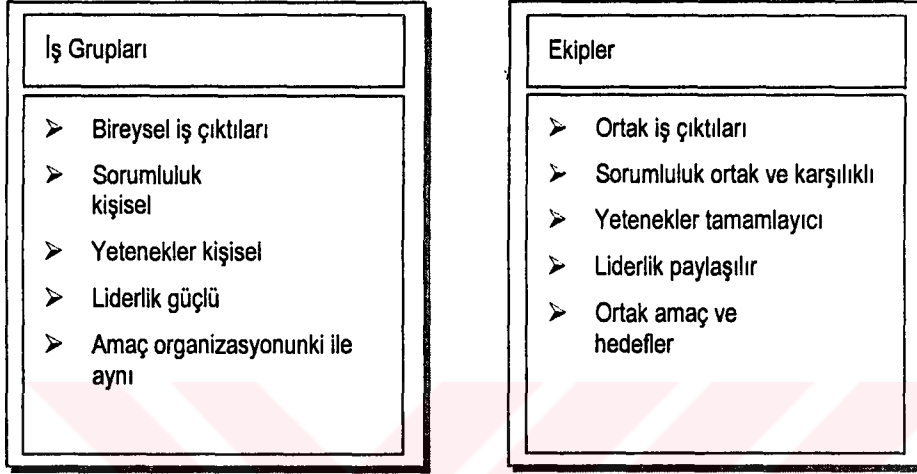 İş Grupları
➢ Bireysel iş çıktıları
➢ Sorumluluk
kişisel
➢ Yetenekler kişisel
➢ Liderlik güçlü
➢ Amaç organizasyonunki ile
aynı
Ekipler
➢ Ortak iş çıktıları
➢ Sorumluluk ortak ve karşılıklı
➢ Yetenekler tamamlayıcı
➢ Liderlik paylaşılır
➢ Ortak amaç ve
hedefler